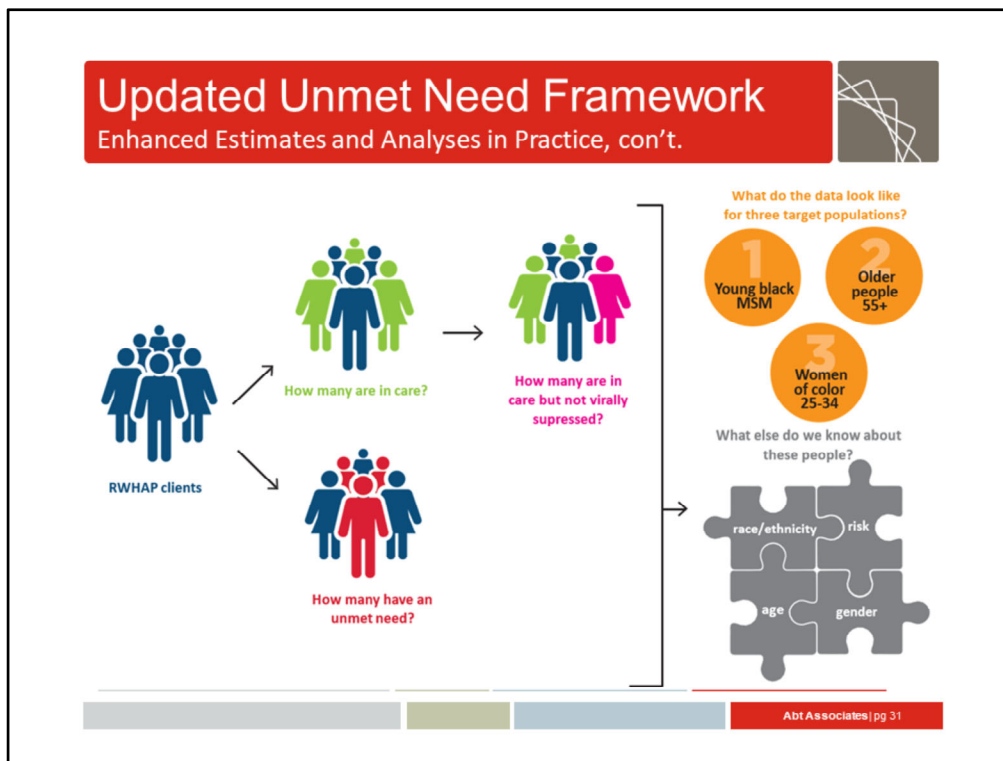 Updated Unmet Need Framework
Enhanced Estimates and Analyses in Practice, con't.
RWHAP clients
How many are in care?
How many have an
unmet need?
How many are in
care but not virally
supressed?
What do the data look like
for three target populations?
1
Young black
MSM
2
Older
people
55+
3
Women
of color
25-34
What else do we know about
these people?
race/ethnicity
risk
age
gender
Abt Associates| pg 31